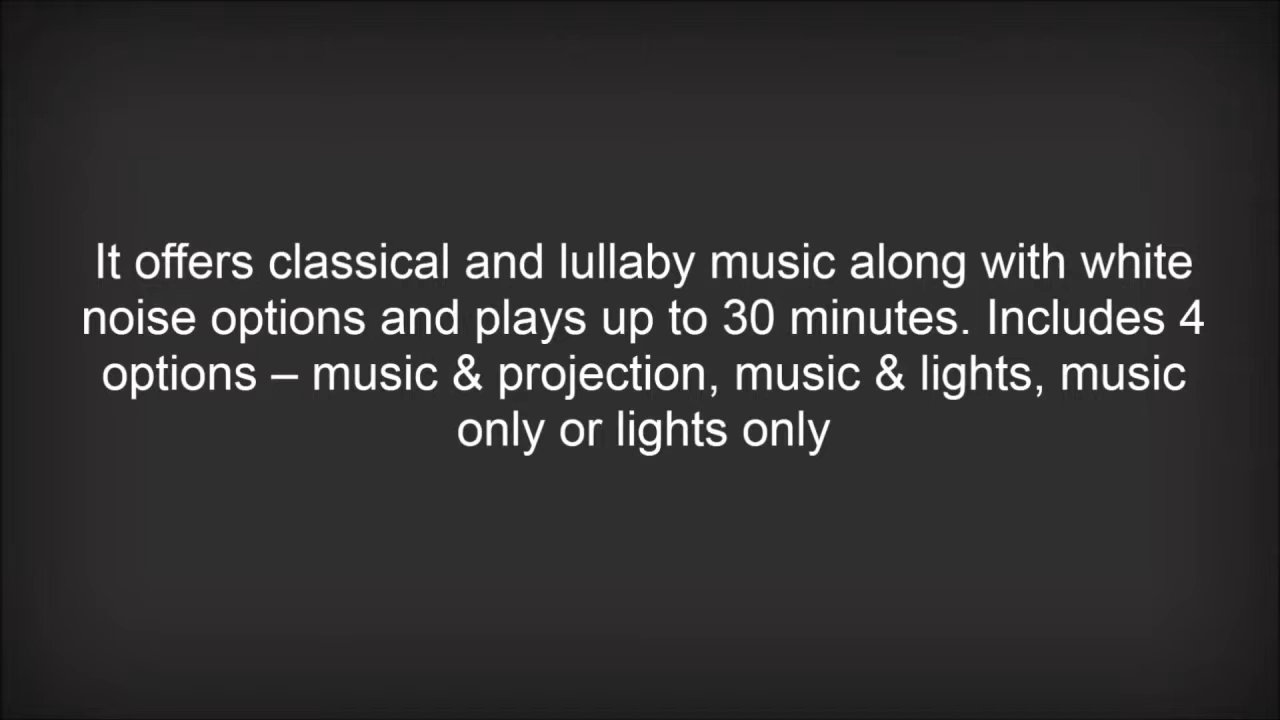 It offers classical and lullaby music along with white
noise options and plays up to 30 minutes. Includes 4
options – music & projection, music & lights, music
only or lights only